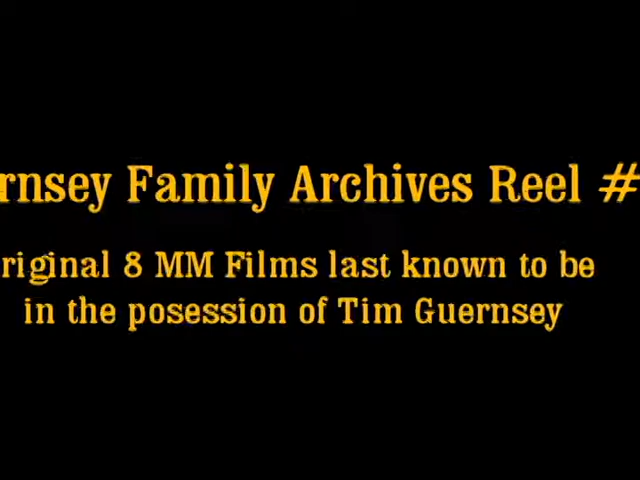 rnsey Family Archives Reel #
riginal 8 MM Films last known to be
in the posession of Tim Guernsey